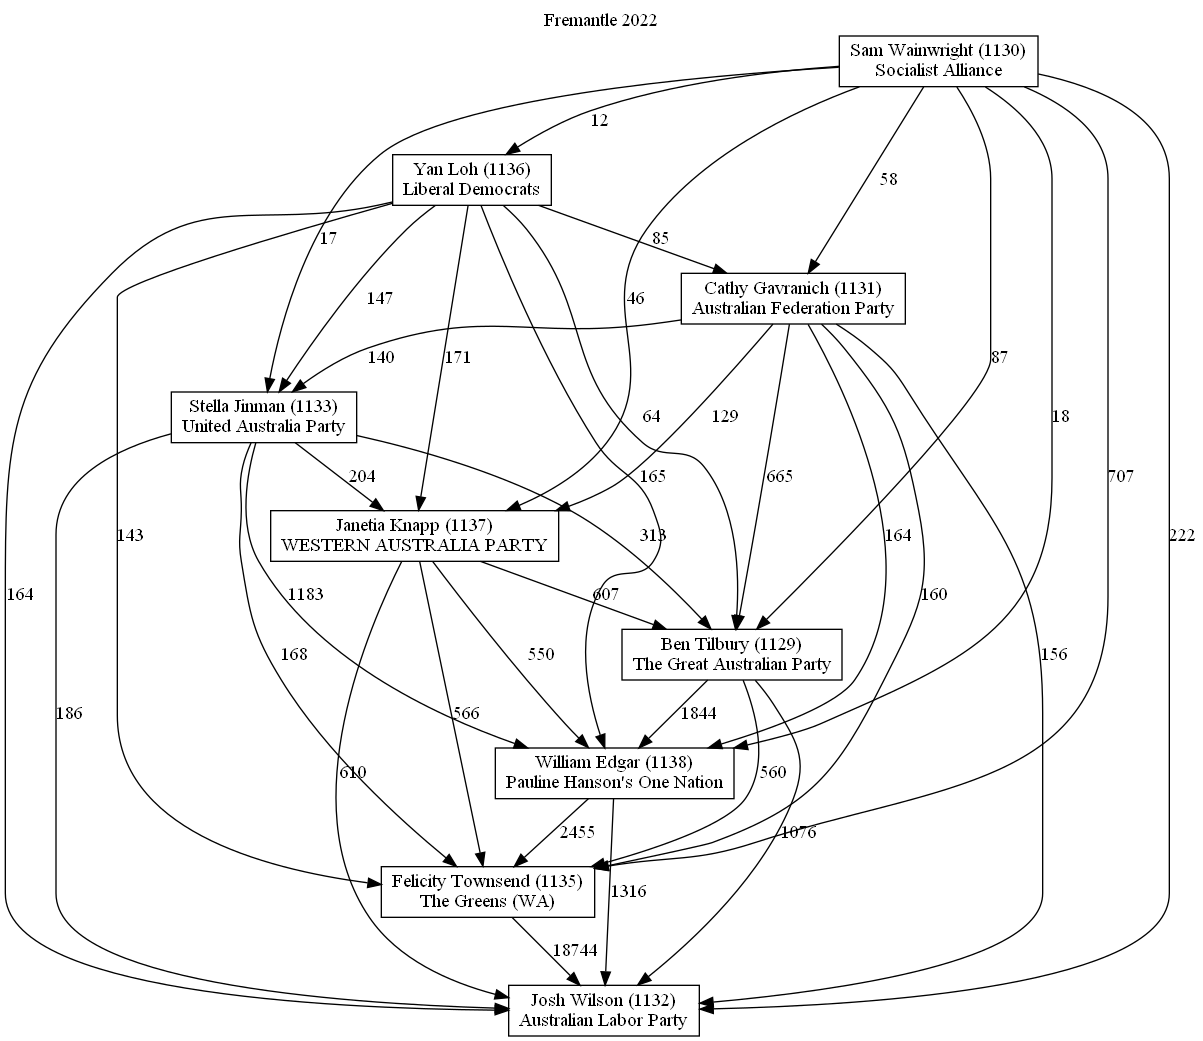 Fremantle 2022
Sam Wainwright (1130)
Socialist Alliance
12
Yan Loh (1136)
Liberal Democrats
58
17
85
Cathy Gavranich (1131)
Australian Federation Party
147
46
140
171
87
Stella Jinman (1133)
United Australia Party
64
129
18
204
165
665
707
Janetia Knapp (1137)
WESTERN AUSTRALIA PARTY
143
313
164
222
164
1183
607
160
Ben Tilbury (1129)
The Great Australian Party
168
550
156
186
566
1844
William Edgar (1138)
Pauline Hanson's One Nation
610
560
2455
1076
Felicity Townsend (1135)
The Greens (WA)
1316
18744
Josh Wilson (1132)
Australian Labor Party